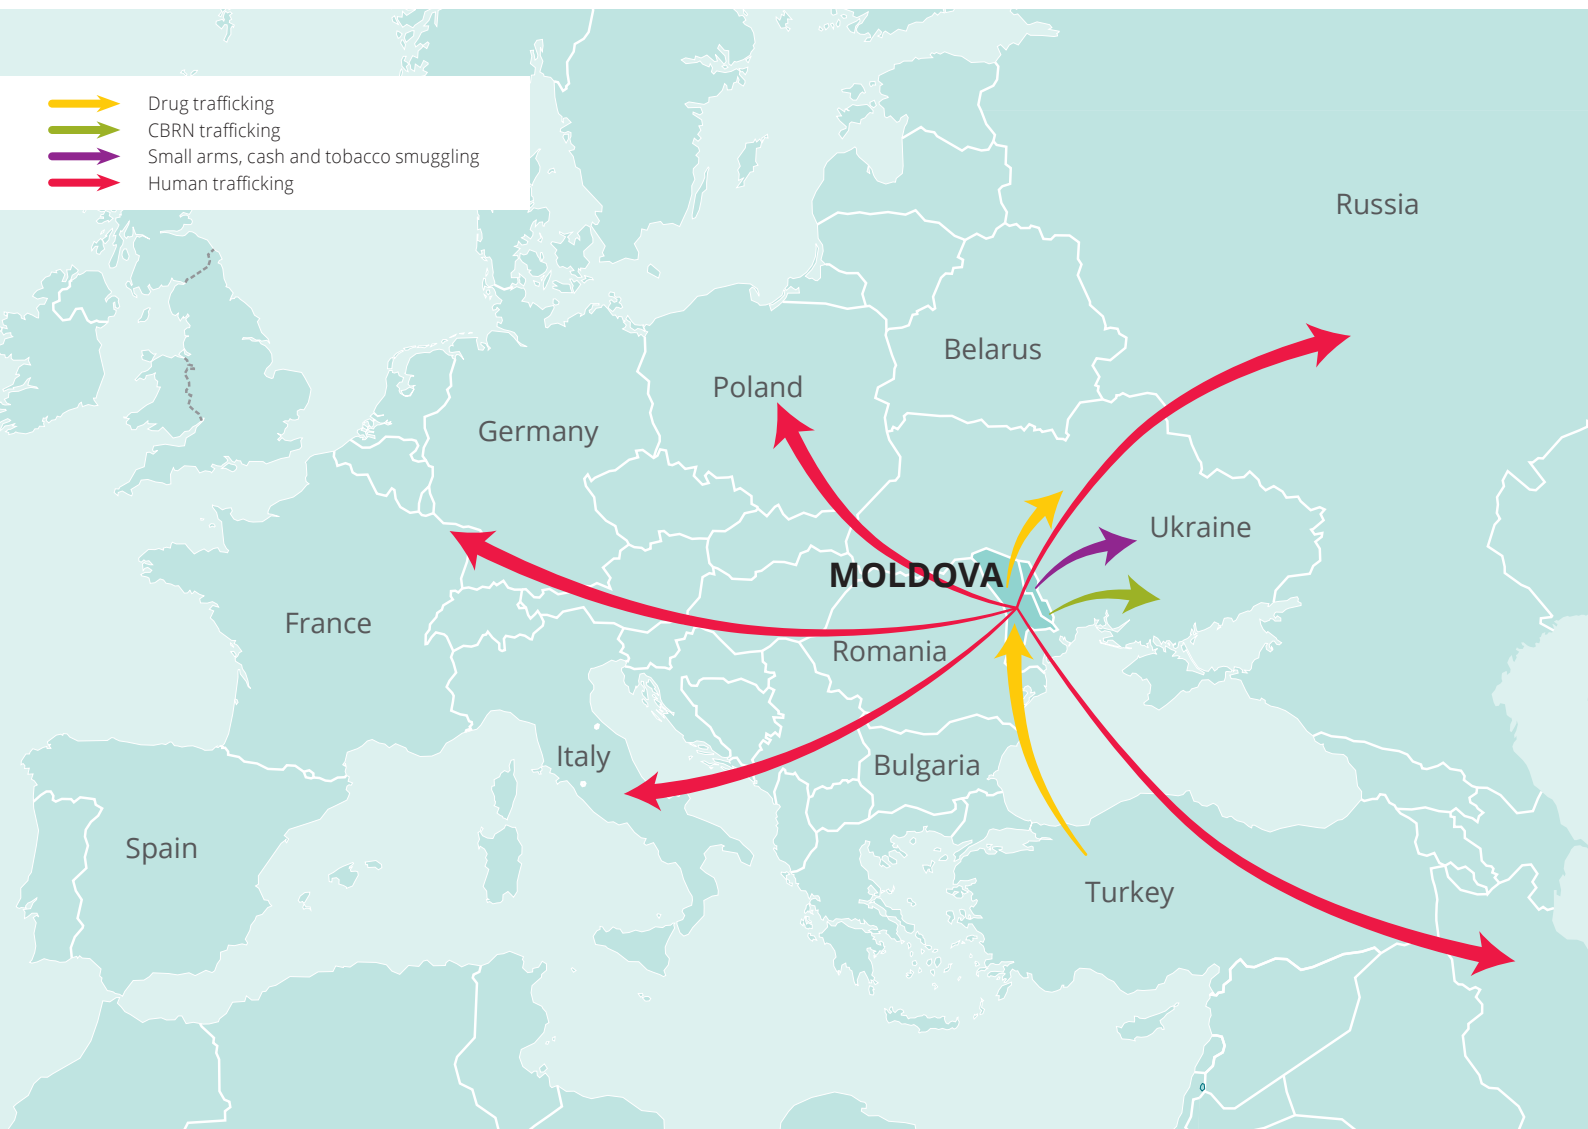 Drug trafficking
CBRN trafficking
Small arms, cash and tobacco smuggling
Human trafficking
Russia
Belarus
Poland
Germany
Ukraine
MOLDOVA
France
Romania
Italy
Bulgaria
Spain
Turkey